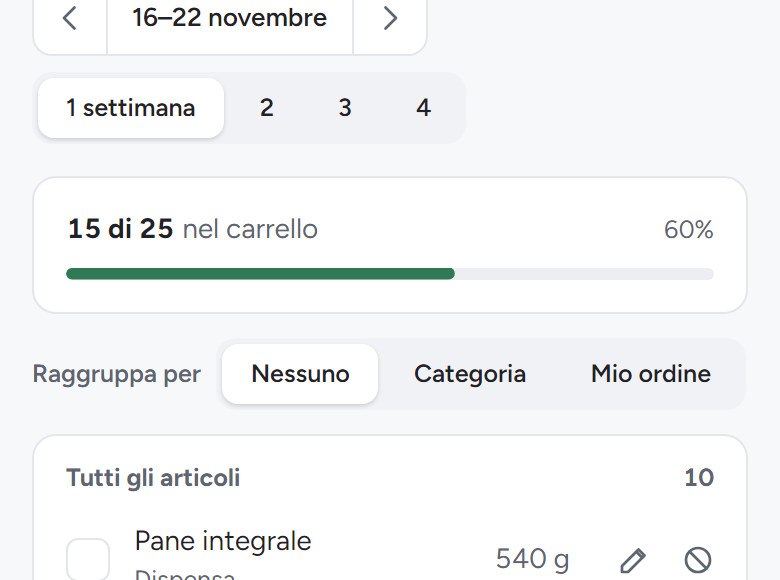 16–22 novembre
1 settimana 2 3 4
15 di 25 nel carrello 60%
Raggruppa per Nessuno Categoria Mio ordine
Tutti gli articoli 10
Pane integrale
540 g
Dispensa